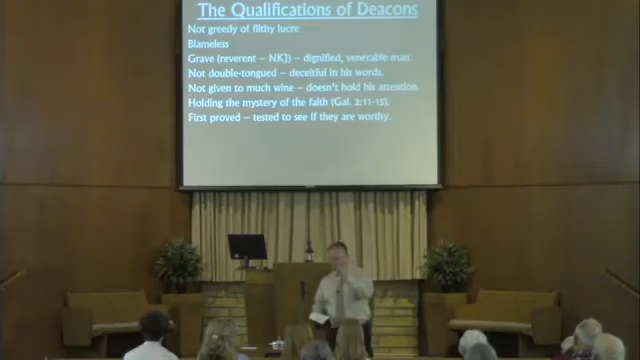 The Qualifications of Deacons
Not greedy of filthy lucre
Blameless
Grave (reverent – NKJ) – dignified, venerable man.
Not double-tongued – deceitful in his words.
Not given to much wine – doesn't hold his attention.
Holding the mystery of the faith (Gal. 2:11-15).
First proved – tested to see if they are worthy.